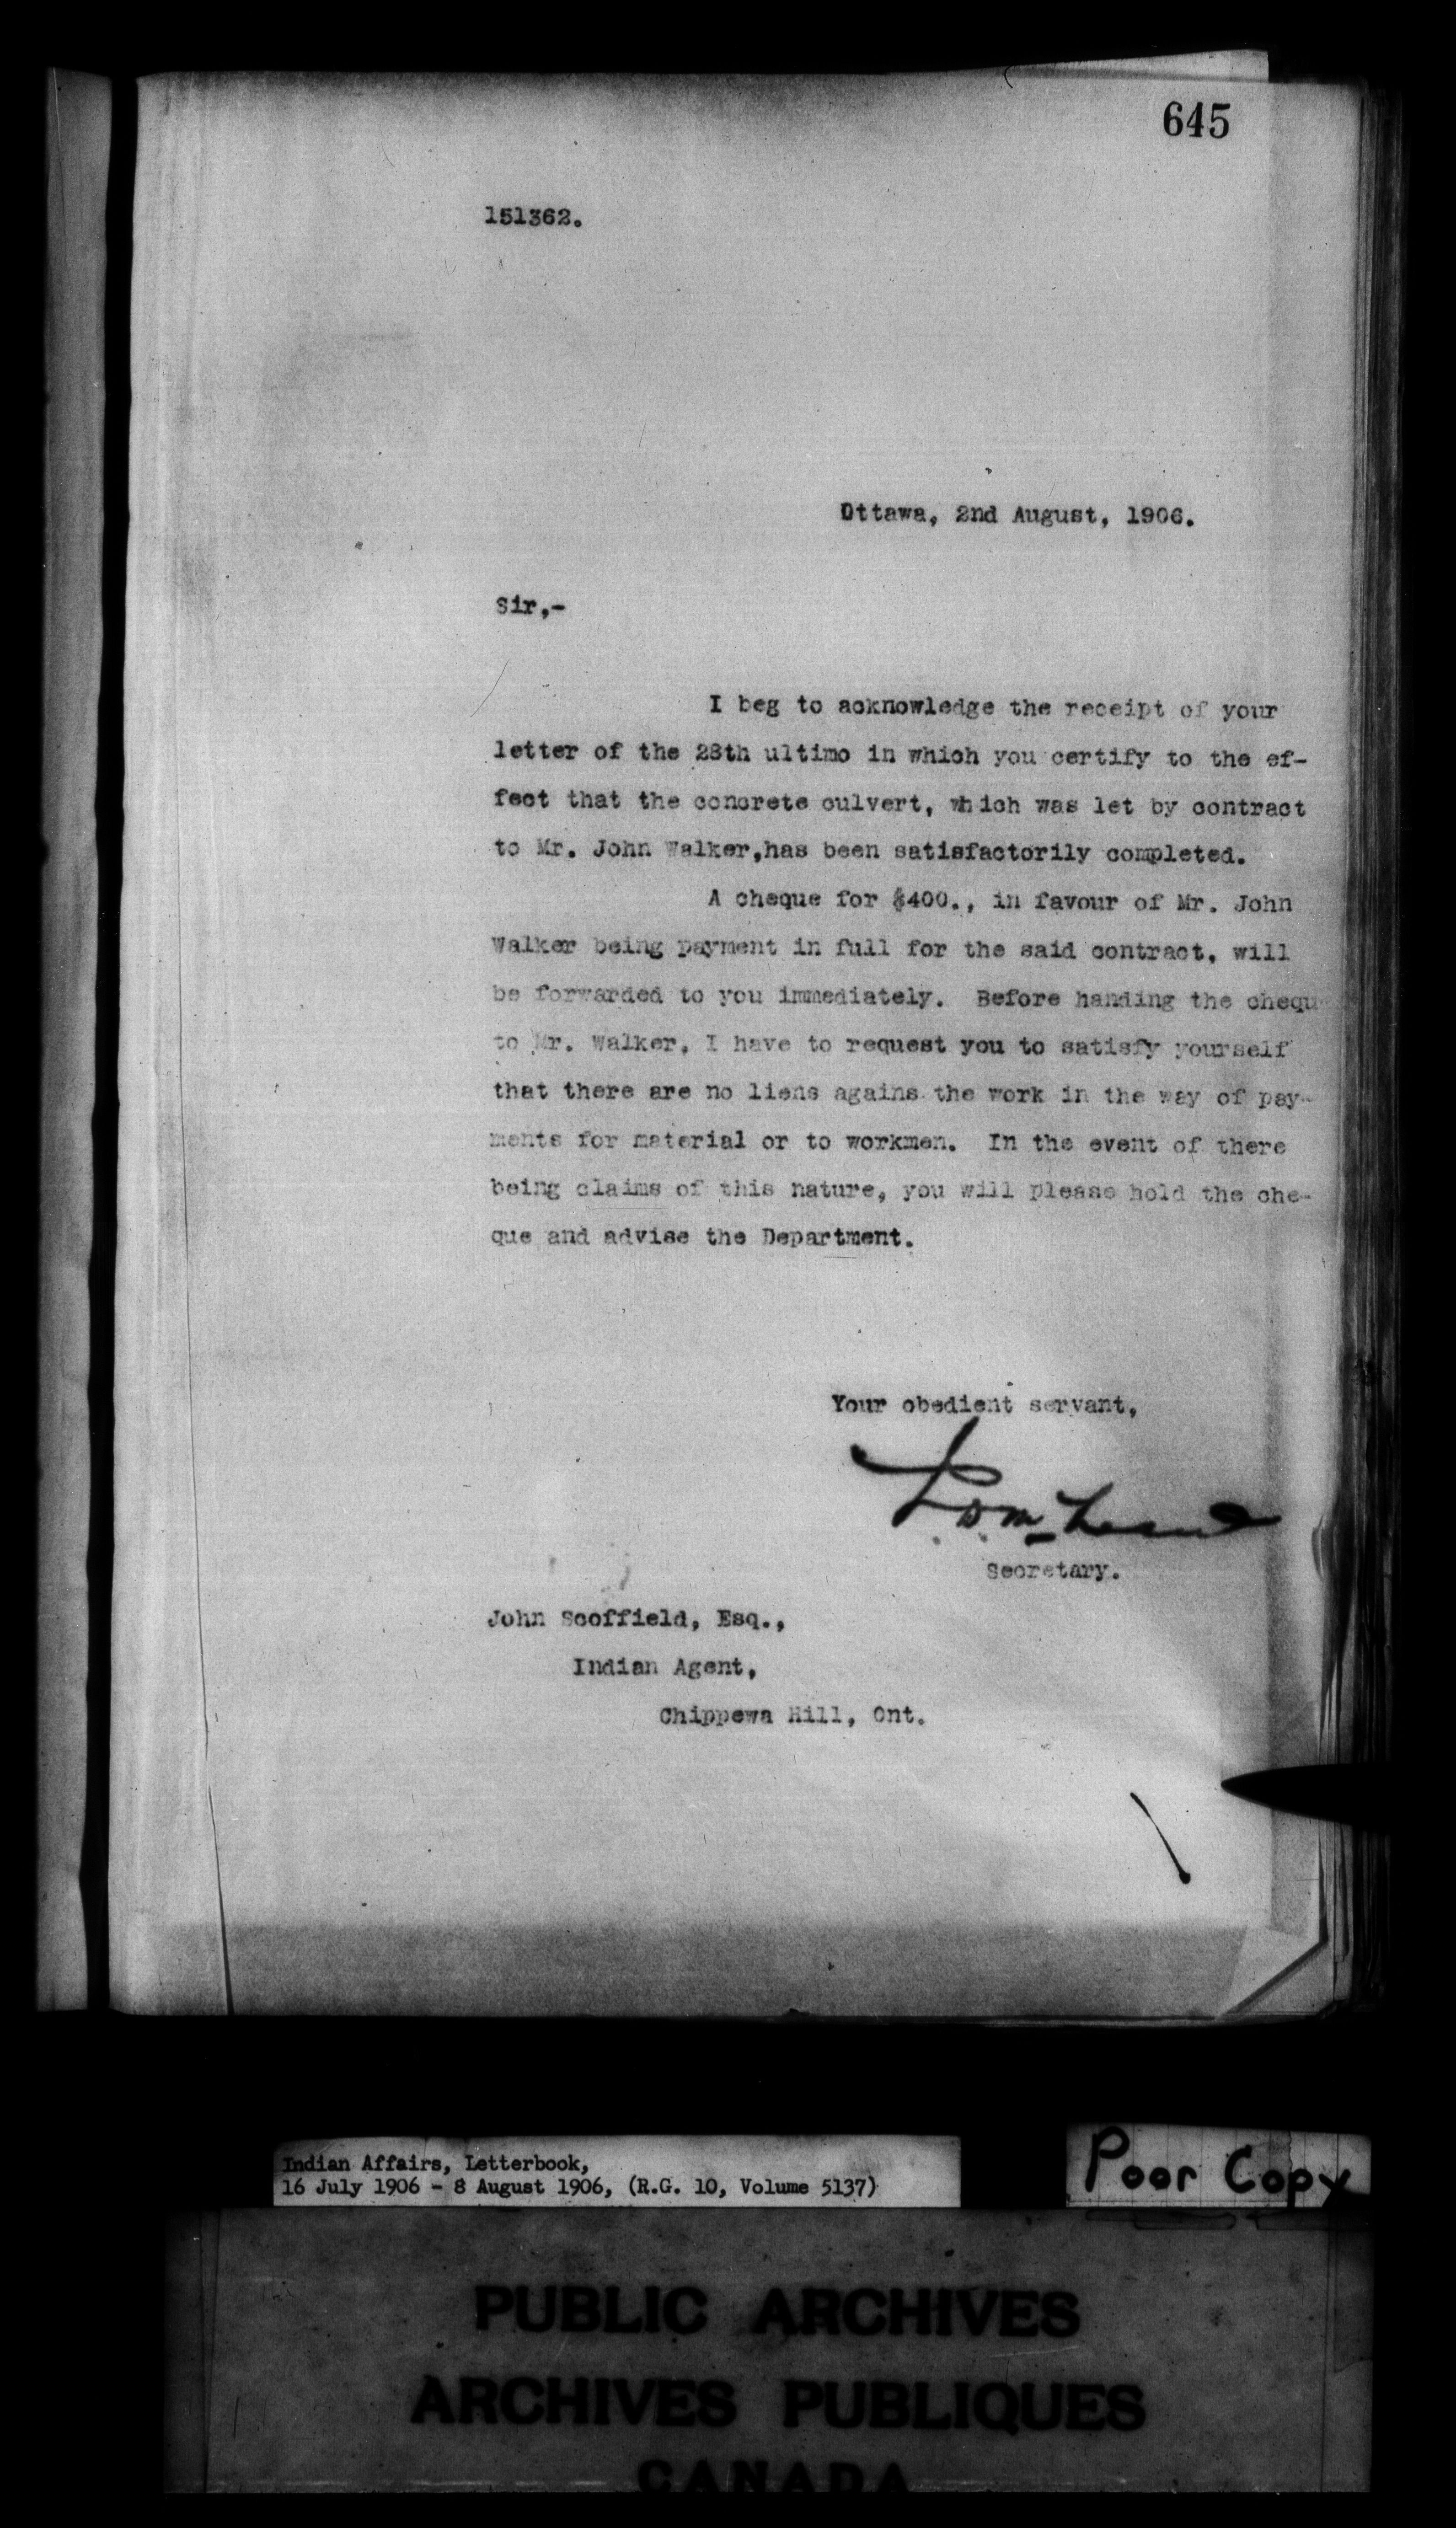 645
151362.
Ottawa, 2nd August, 1906.
Sir,-
I beg to acknowledge the receipt of your
letter of the 28th ultimo in which you certify to the ef-
fect that the concrete culvert, which was let by contract
to Mr. John Walker,has been satisfactorily completed.
A cheque for $400., in favour of Mr. John
Walker being payment in full for the said contract, will
be forwarded to you immediately. Before handing the chequ
to Mr. Walker, I have to request you to satisfy yourself
that there are no liens agains the work in the way of pay-
ments for material or to workmen. In the event of there
being claims of this nature, you will please hold the che-
que and advise the Department.
Your obedient servant,
Secretary.
John Scoffield, Esq.,
Indian Agent,
Chippewa Hill, Ont.
Indian Affairs, Letterbook,
16 July 1906 - 8 August 1906, (R.G. 10, Volume 5137)
Poor Copy
PUBLIC ARCHIVES
ARCHIVES PUBLIQUES
CANADA